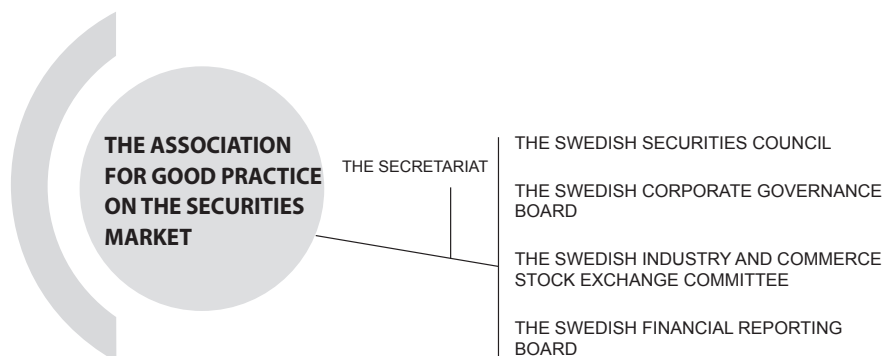 THE ASSOCIATION
FOR GOOD PRACTICE
ON THE SECURITIES
MARKET
THE SECRETARIAT
THE SWEDISH SECURITIES COUNCIL
THE SWEDISH CORPORATE GOVERNANCE
BOARD
THE SWEDISH INDUSTRY AND COMMERCE
STOCK EXCHANGE COMMITTEE
THE SWEDISH FINANCIAL REPORTING
BOARD